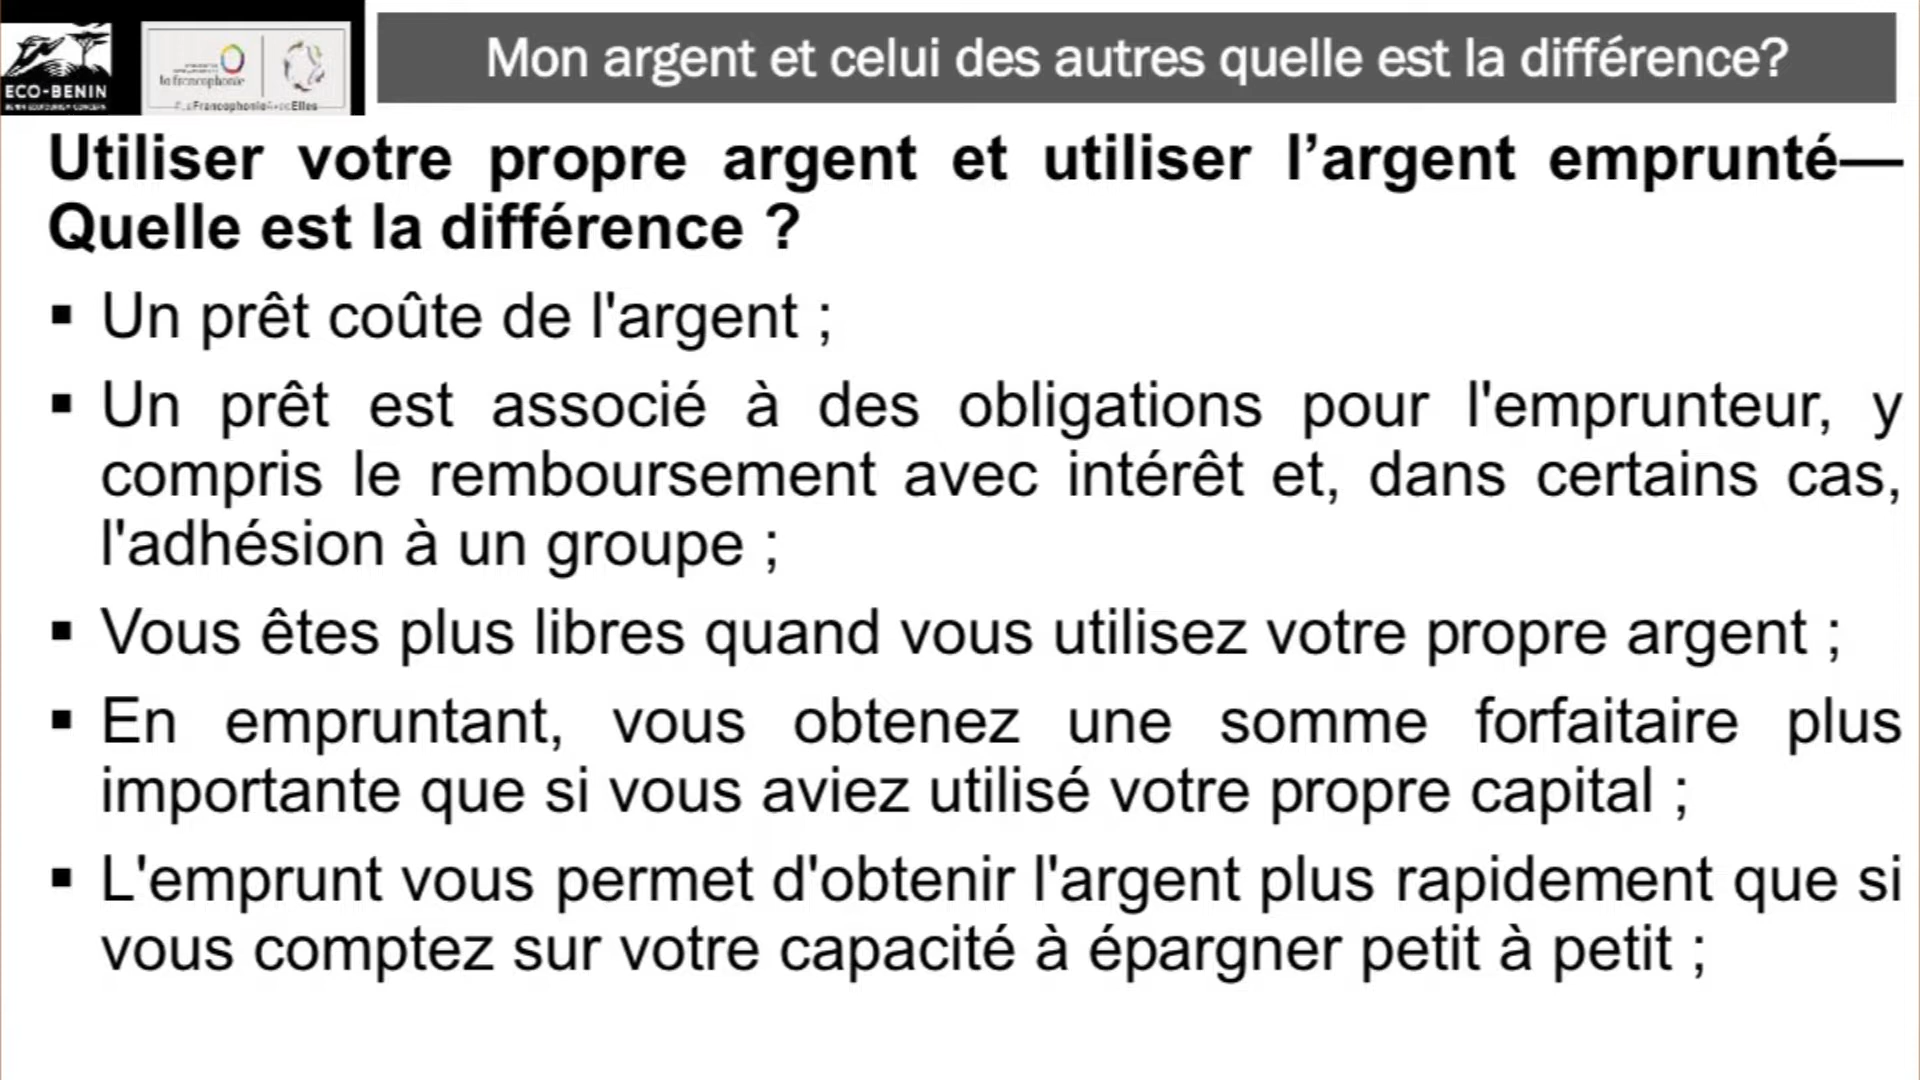 ECO-BENIN
la francophonie
Mon argent et celui des autres quelle est la différence?
Utiliser votre propre argent et utiliser l’argent emprunté—
Quelle est la différence ?
▪ Un prêt coûte de l'argent ;
▪ Un prêt est associé à des obligations pour l'emprunteur, y
compris le remboursement avec intérêt et, dans certains cas,
l'adhésion à un groupe ;
▪ Vous êtes plus libres quand vous utilisez votre propre argent ;
▪ En empruntant, vous obtenez une somme forfaitaire plus
importante que si vous aviez utilisé votre propre capital ;
▪ L'emprunt vous permet d'obtenir l'argent plus rapidement que si
vous comptez sur votre capacité à épargner petit à petit ;